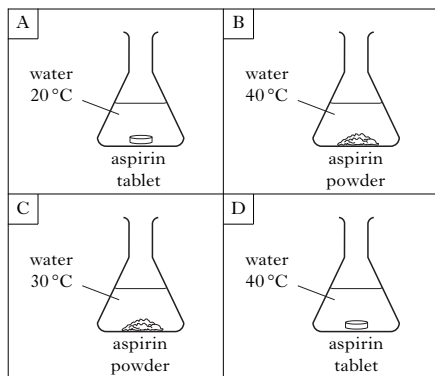 A
water
20 °C
aspirin
tablet
B
water
40 °C
aspirin
powder
C
water
30 °C
aspirin
powder
D
water
40 °C
aspirin
tablet